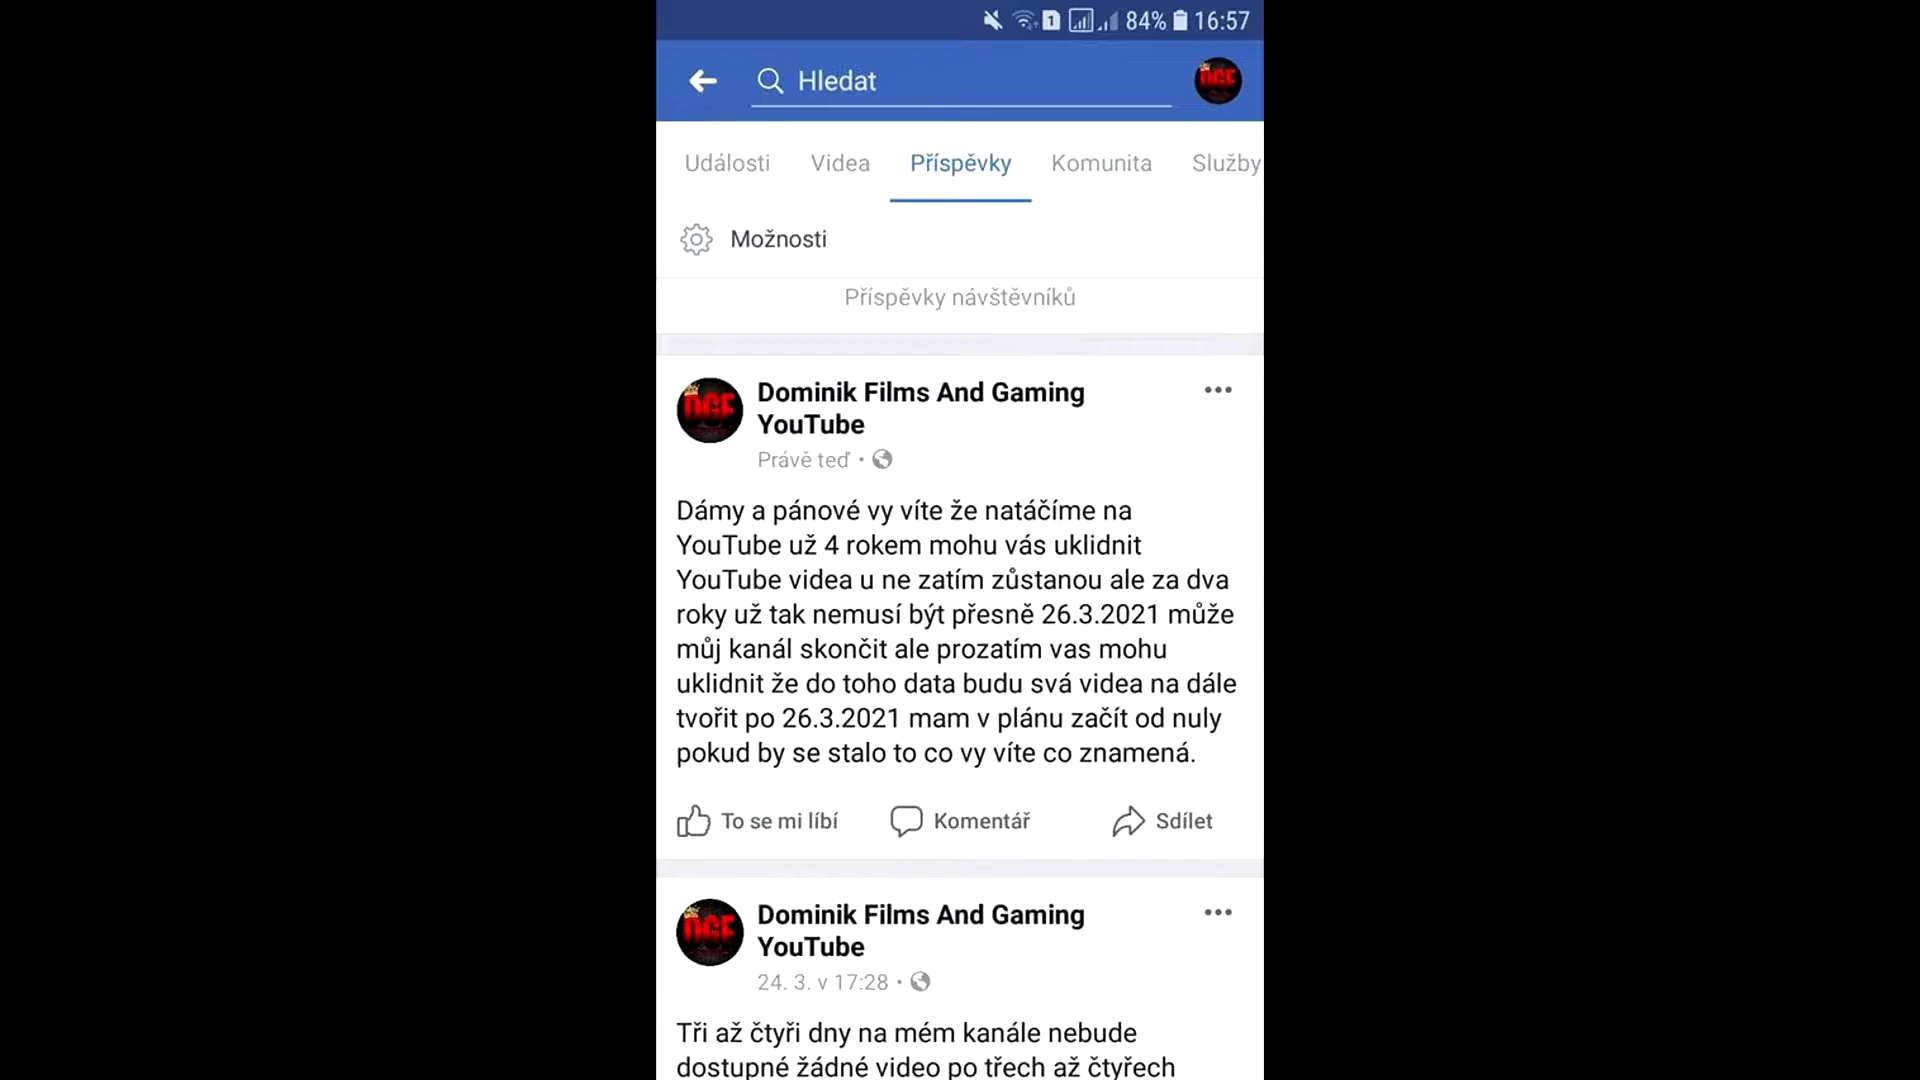 84% 16:57
Hledat
Události Videa Příspěvky Komunita Služby
Možnosti
Příspěvky návštěvníků
Dominik Films And Gaming
YouTube
Právě teď •
Dámy a pánové vy víte že natáčíme na
YouTube už 4 rokem mohu vás uklidnit
YouTube videa u ne zatím zůstanou ale za dva
roky už tak nemusí být přesně 26.3.2021 může
můj kanál skončit ale prozatím vas mohu
uklidnit že do toho data budu svá videa na dále
tvořit po 26.3.2021 mam v plánu začít od nuly
pokud by se stalo to co vy víte co znamená.
To se mi líbí Komentář Sdílet
Dominik Films And Gaming
YouTube
24. 3. v 17:28 •
Tři až čtyři dny na mém kanále nebude
dostupné žádné video po třech až čtyřech